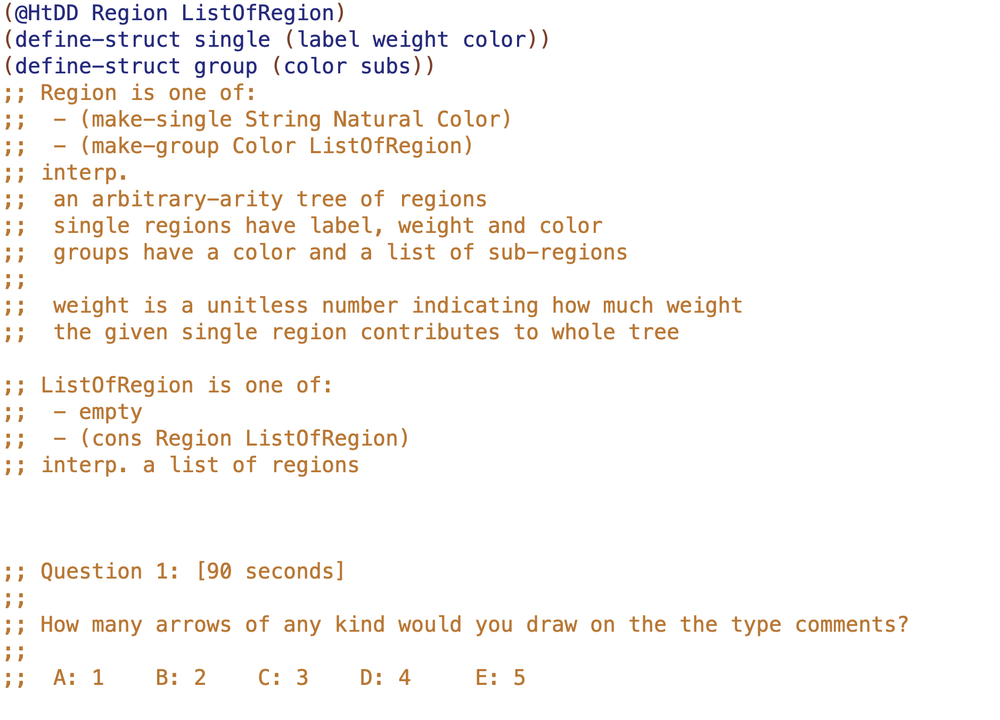 (@HtDD Region ListOfRegion)
(define-struct single (label weight color))
(define-struct group (color subs))
;; Region is one of:
;;  - (make-single String Natural Color)
;;  - (make-group Color ListOfRegion)
;; interp.
;;  an arbitrary-arity tree of regions
;;  single regions have label, weight and color
;;  groups have a color and a list of sub-regions
;;
;;  weight is a unitless number indicating how much weight
;;  the given single region contributes to whole tree
;; ListOfRegion is one of:
;;  - empty
;;  - (cons Region ListOfRegion)
;; interp. a list of regions
;; Question 1: [90 seconds]
;;
;; How many arrows of any kind would you draw on the the type comments?
;;
;;  A: 1    B: 2    C: 3    D: 4     E: 5